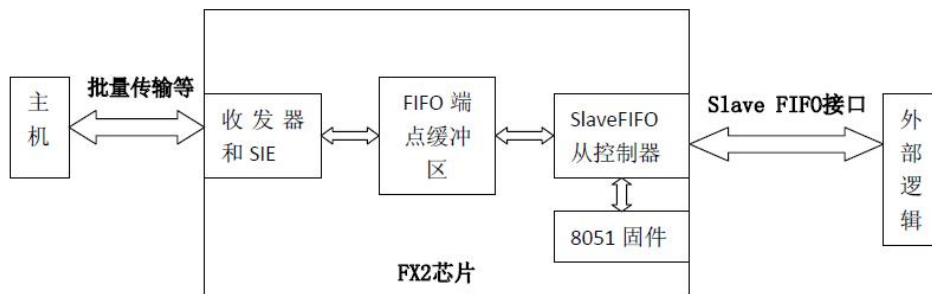 主
机
批量传输等
收发器
和 SIE
FIFO 端
点缓冲
区
SlaveFIFO
从控制器
8051 固件
FX2芯片
Slave FIFO接口
外
部
逻
辑